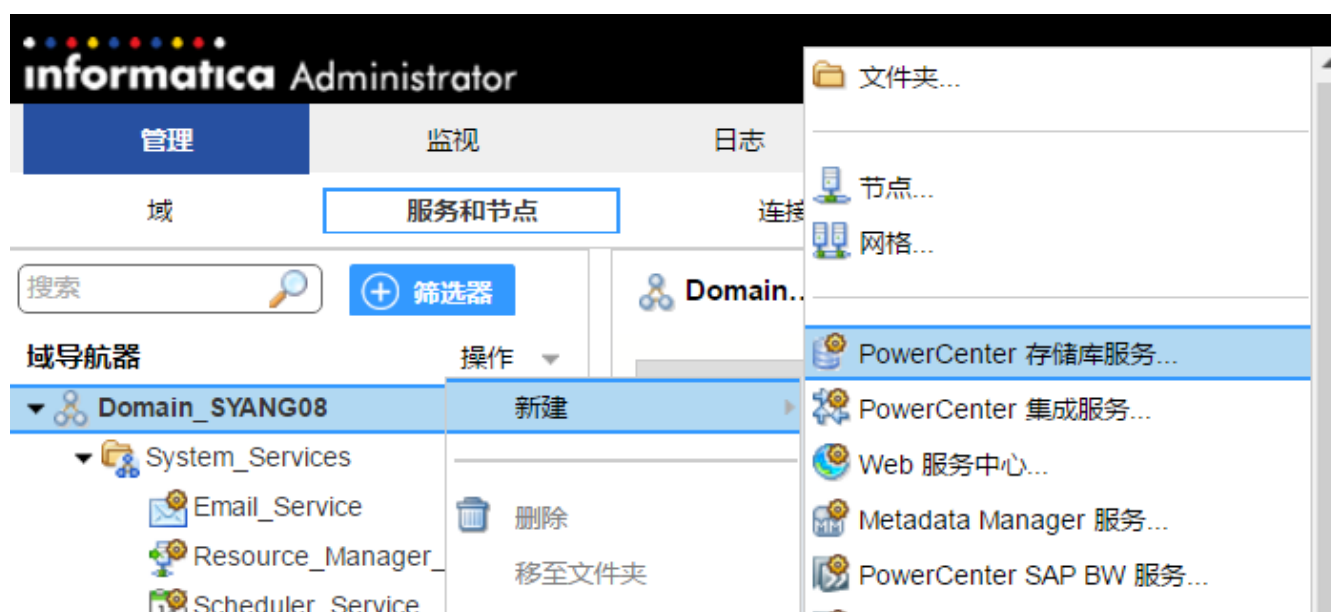 informatica Administrator
管理 监视 日志
域 服务和节点 连接
搜索 筛选器 Domain...
域导航器 操作
Domain_SYANG08
System_Services
Email_Service
Resource_Manager_
Scheduler_Service
新建
删除
移至文件夹
文件夹...
节点...
网格...
PowerCenter 存储库服务...
PowerCenter 集成服务...
Web 服务中心...
Metadata Manager 服务...
PowerCenter SAP BW 服务...